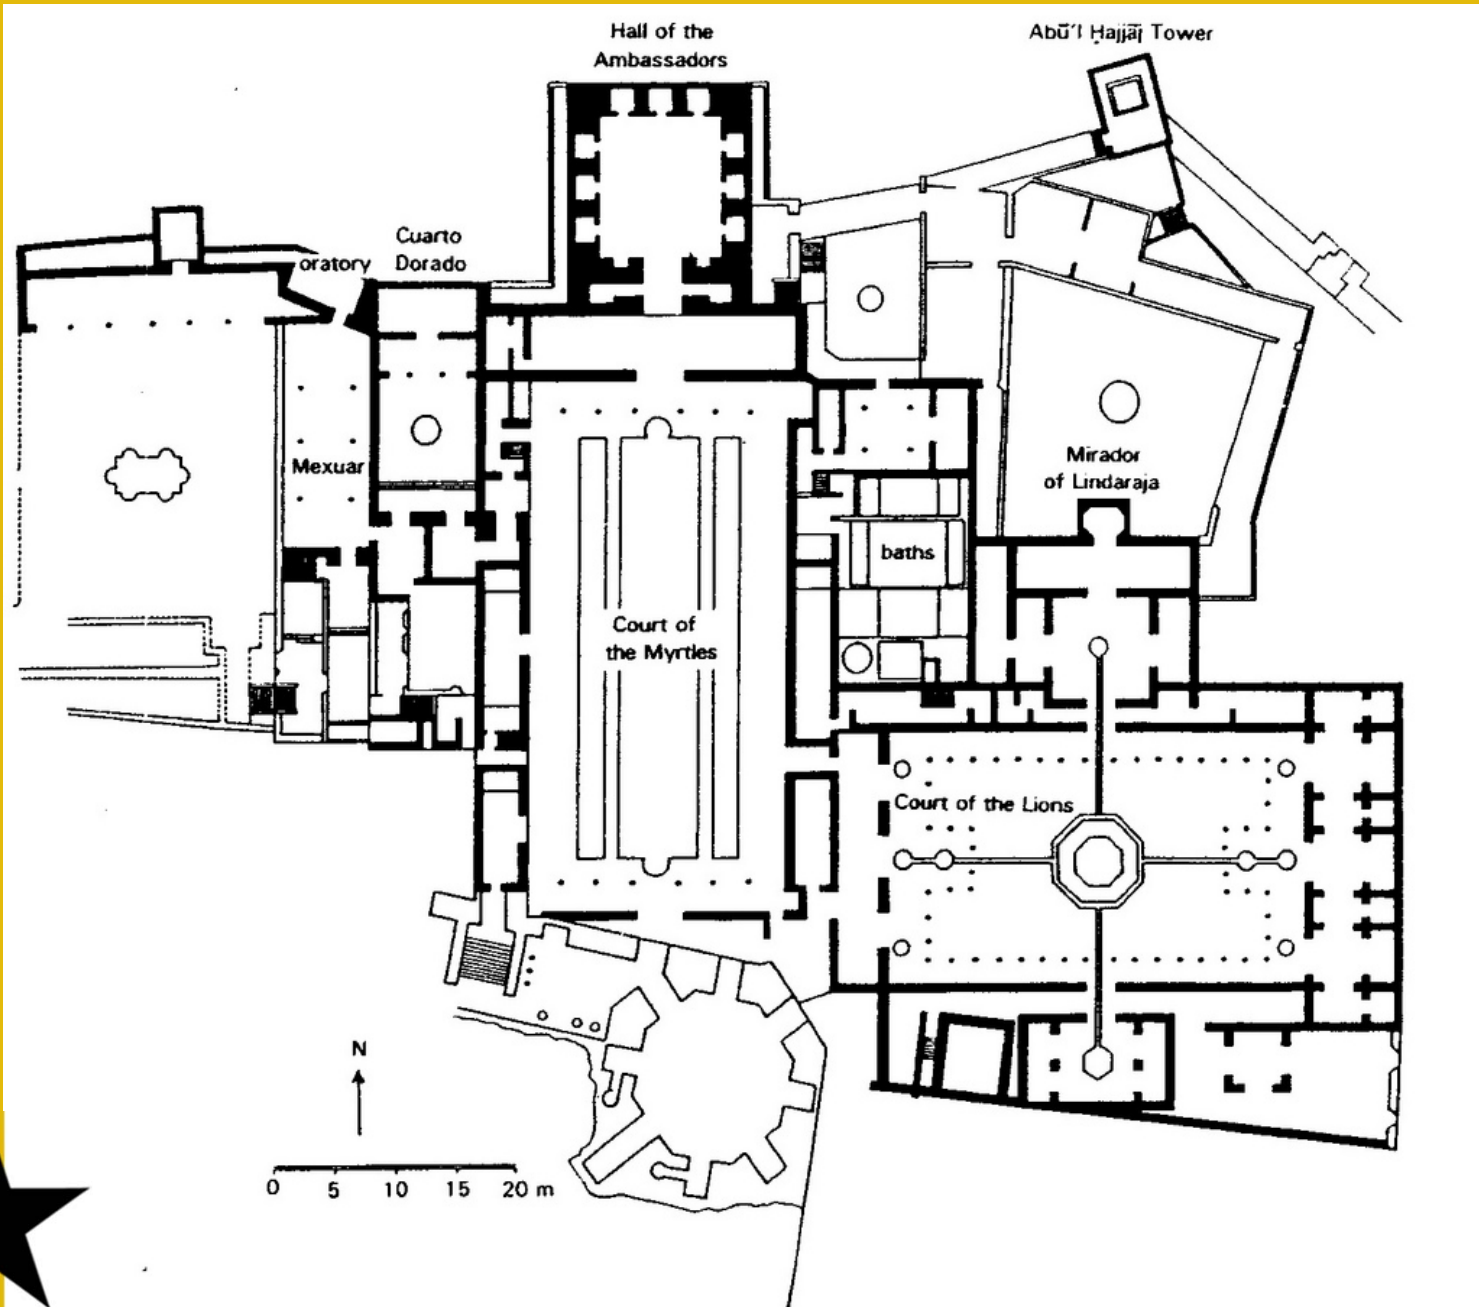 Hall of the
Ambassadors
Abū'l Ḥajjāj Tower
Cuarto
Dorado
oratory
Mexuar
Mirador
of Lindaraja
baths
Court of
the Myrtles
Court of the Lions
N
0 5 10 15 20 m